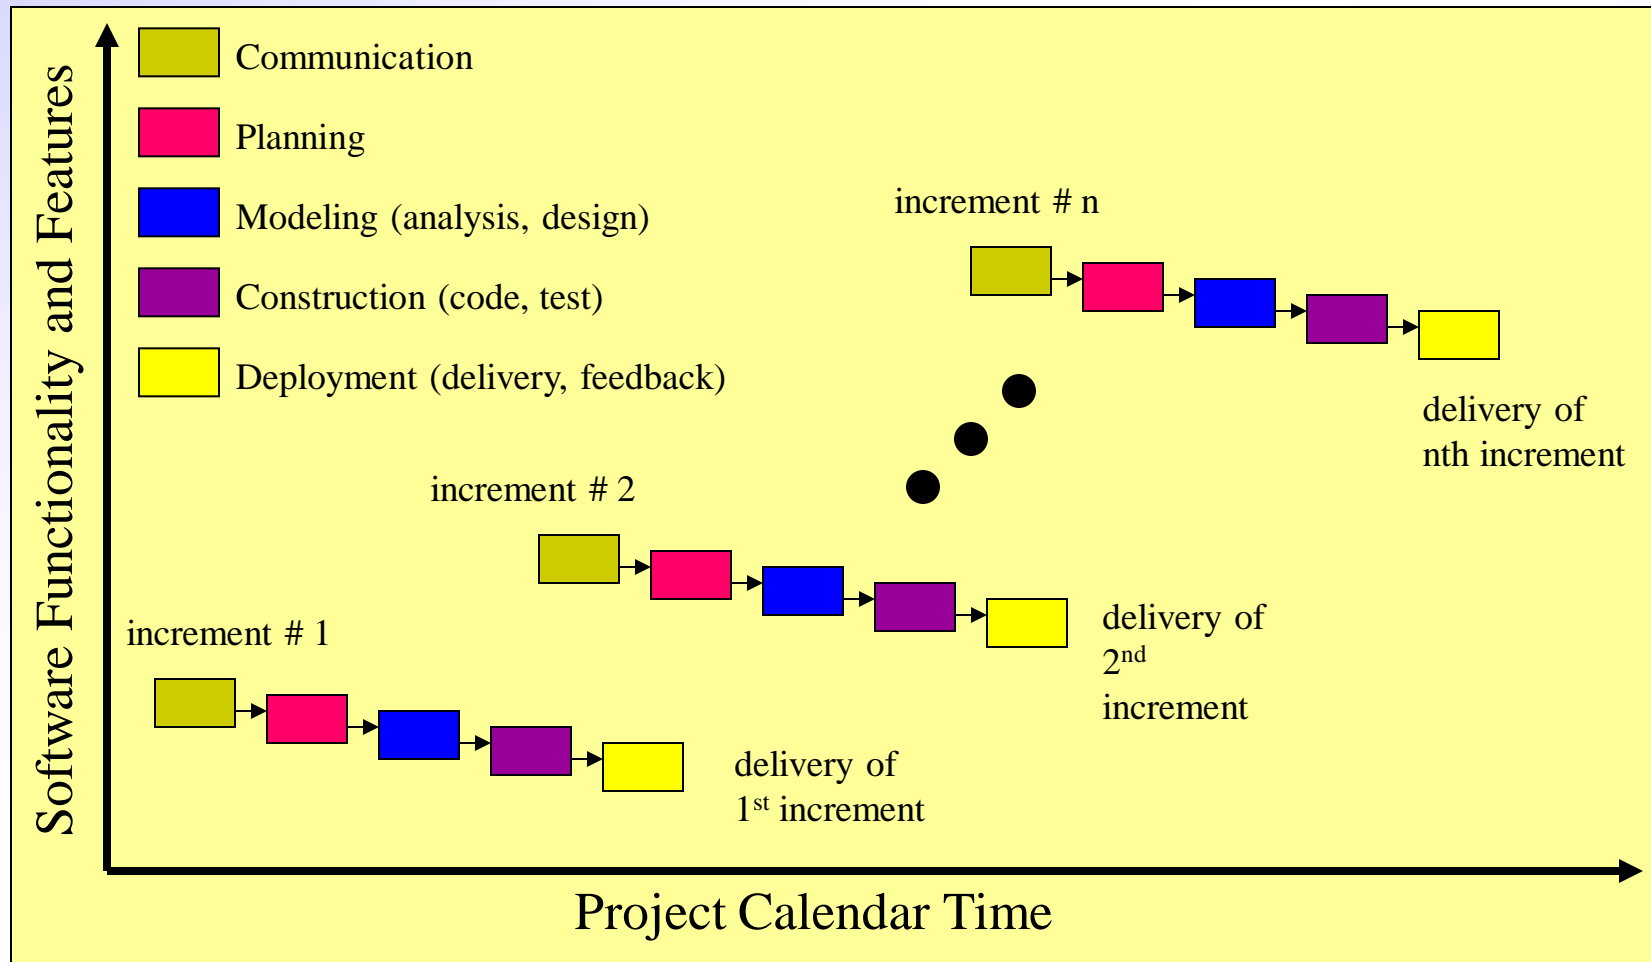 Software Functionality and Features
Communication
Planning
Modeling (analysis, design)
Construction (code, test)
Deployment (delivery, feedback)
increment # n
delivery of
nth increment
increment # 2
delivery of
2nd
increment
increment # 1
delivery of
1st increment
Project Calendar Time